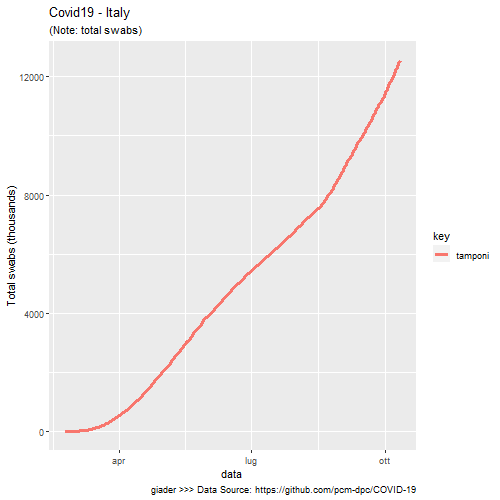 Covid19 - Italy
(Note: total swabs)
Total swabs (thousands)
12000
8000
4000
0
apr
lug
ott
data
key
tamponi
giader >>> Data Source: https://github.com/pcm-dpc/COVID-19